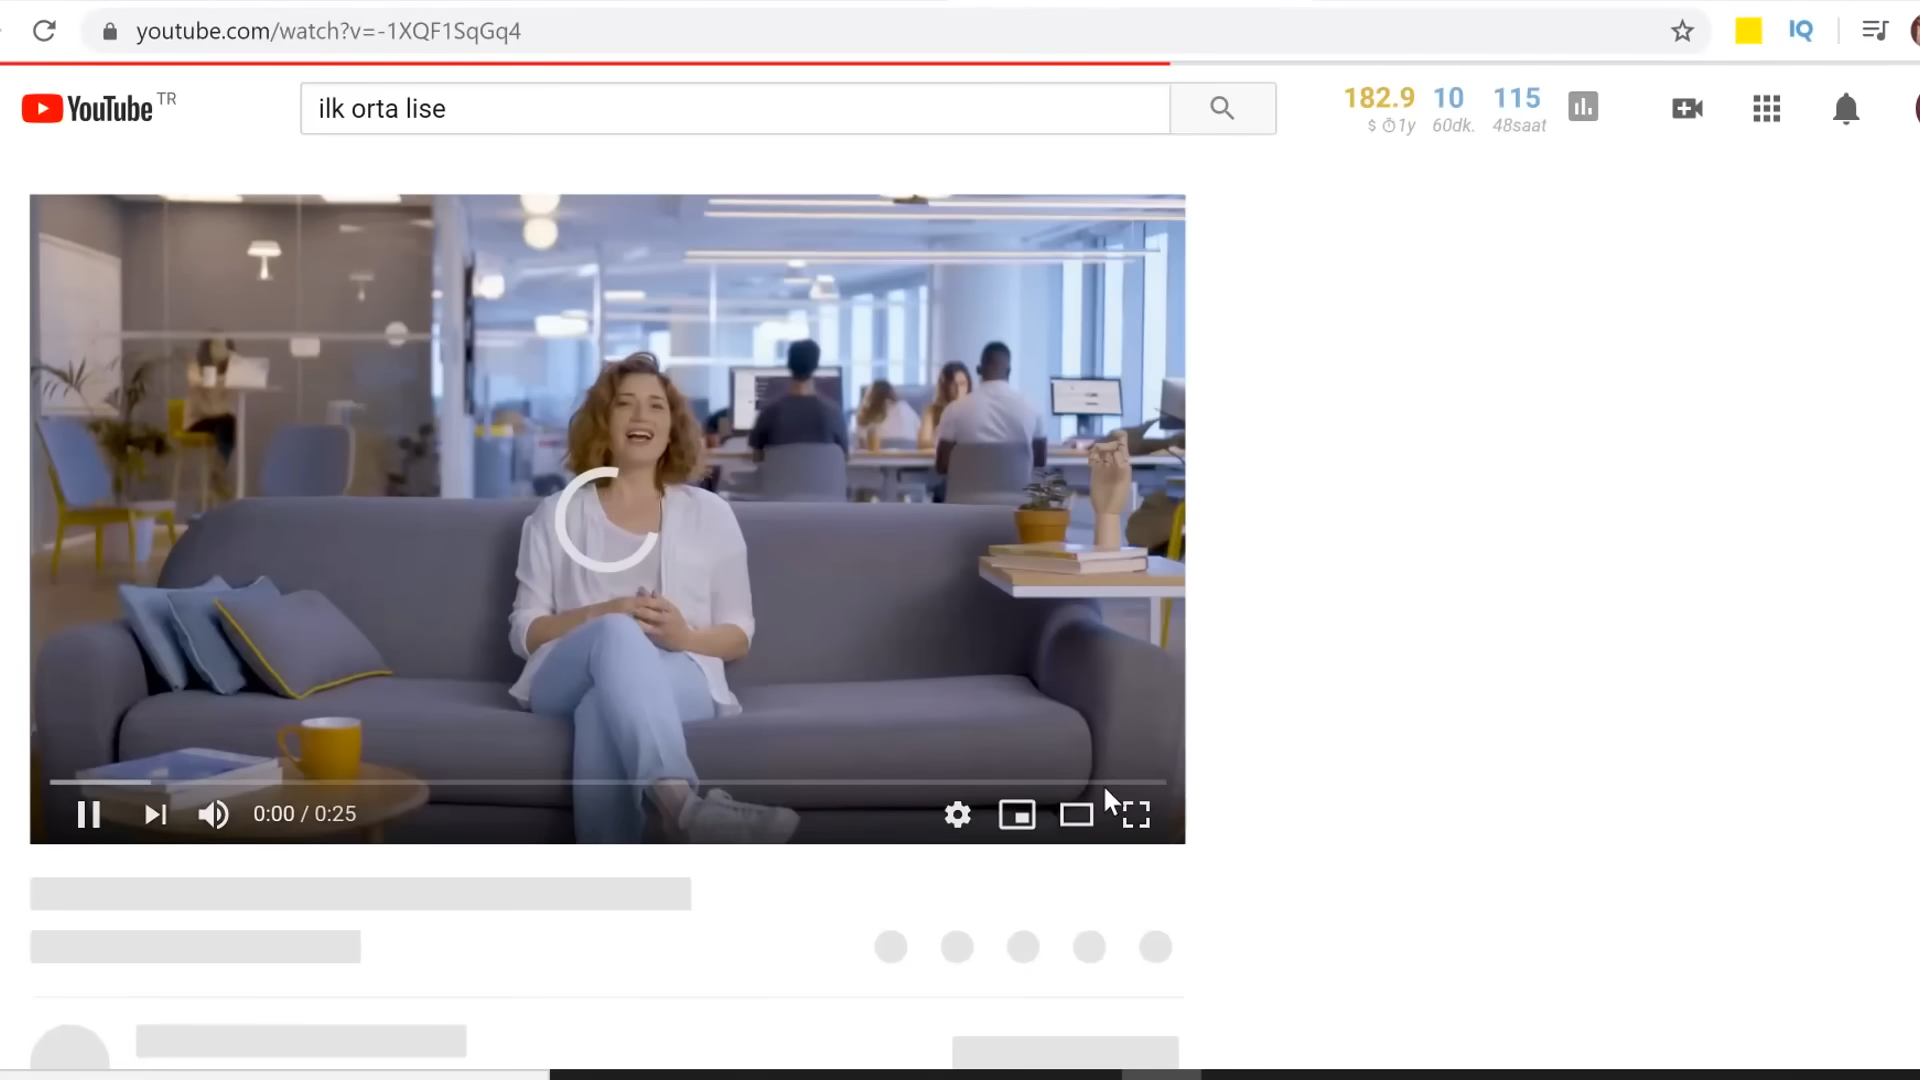 youtube.com/watch?v=-1XQF1SqGq4
IQ
YouTube TR
ilk orta lise
182.9 10 115
$ 1y 60dk. 48saat
0:00 / 0:25